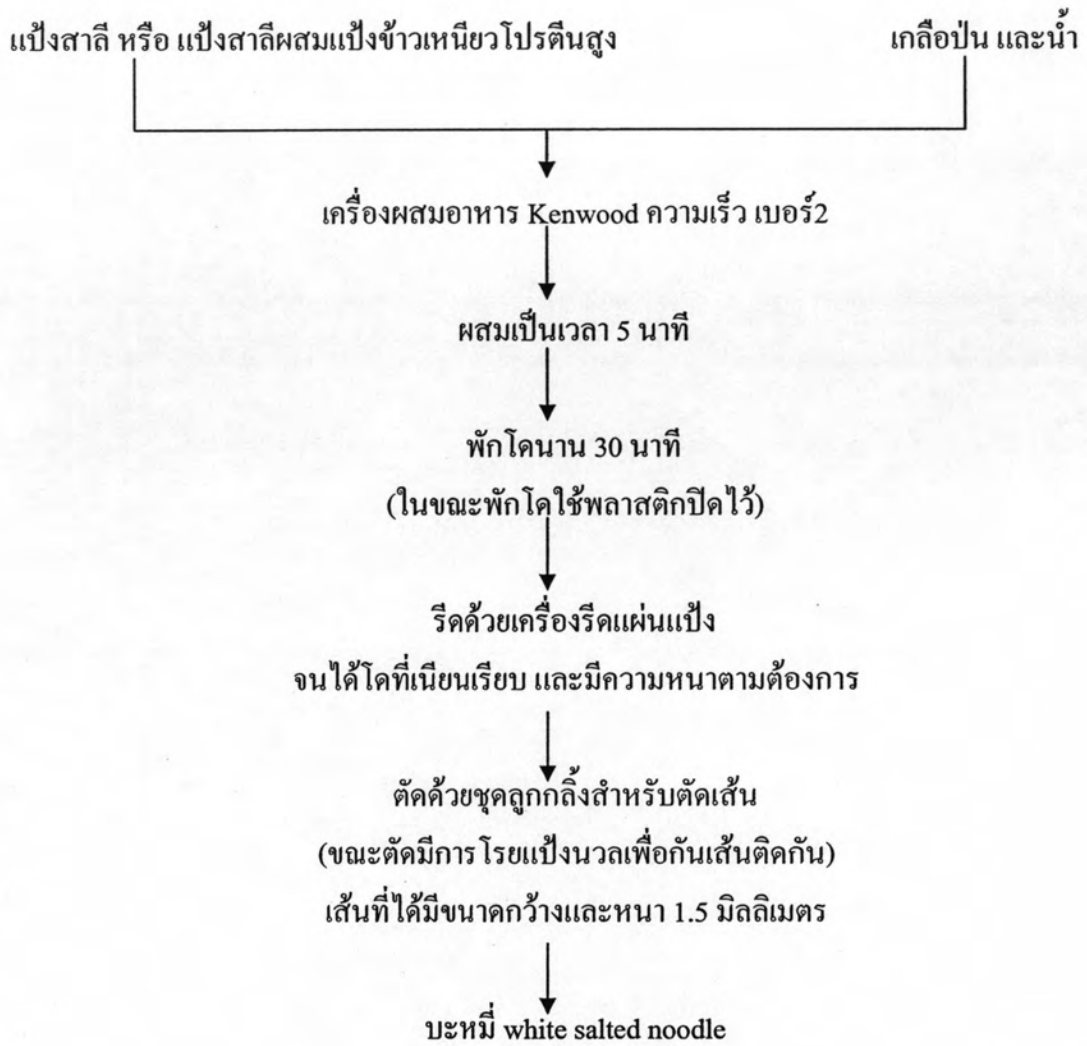 แป้งสาลี หรือ แป้งสาลีผสมแป้งข้าวเหนียวโปรตีนสูง
เกลือป่น และน้ำ
เครื่องผสมอาหาร Kenwood ความเร็ว เบอร์2
ผสมเป็นเวลา 5 นาที
พักโดนาน 30 นาที
(ในขณะพักโดใช้พลาสติกปิดไว้)
รีดด้วยเครื่องรีดแผ่นแป้ง
จนได้โดที่เนียนเรียบ และมีความหนาตามต้องการ
ตัดด้วยชุดลูกกลิ้งสำหรับตัดเส้น
(ขณะตัดมีการโรยแป้งนวลเพื่อกันเส้นติดกัน)
เส้นที่ได้มีขนาดกว้างและหนา 1.5 มิลลิเมตร
บะหมี่ white salted noodle